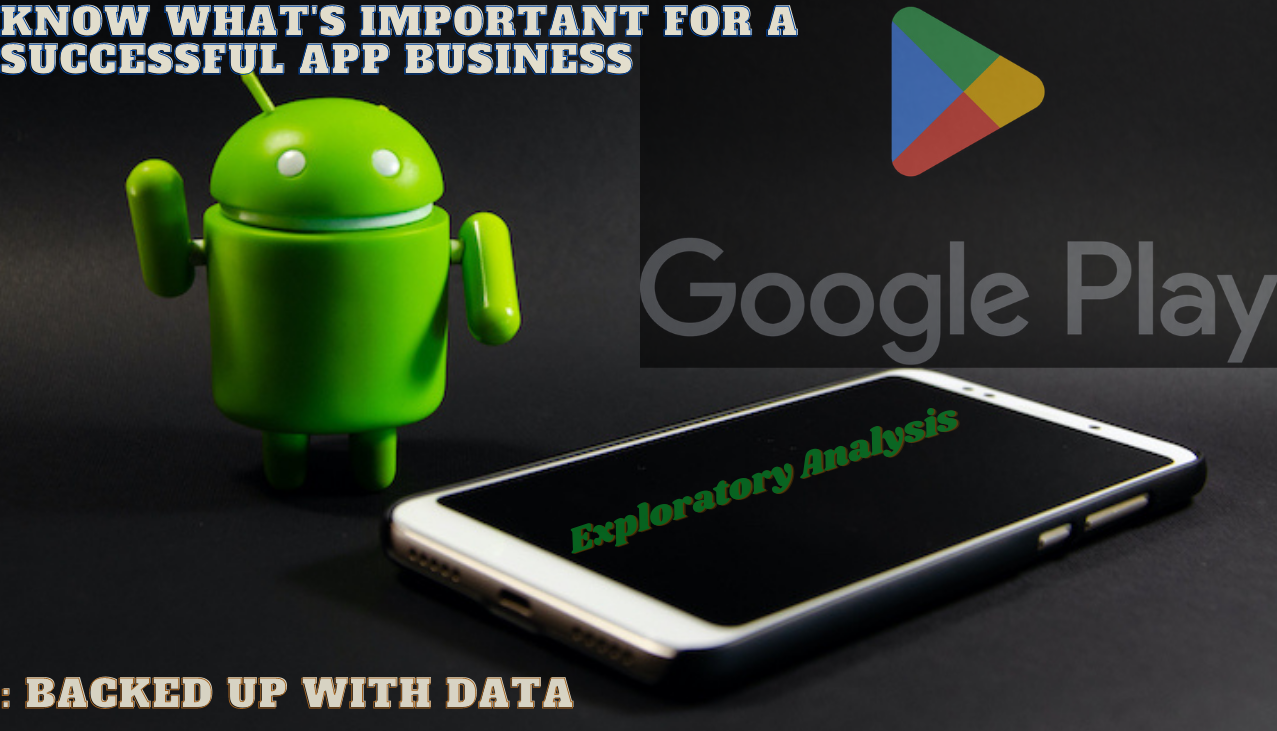 KNOW WHAT'S IMPORTANT FOR A
SUCCESSFUL APP BUSINESS
Google Play
Exploratory Analysis
: BACKED UP WITH DATA